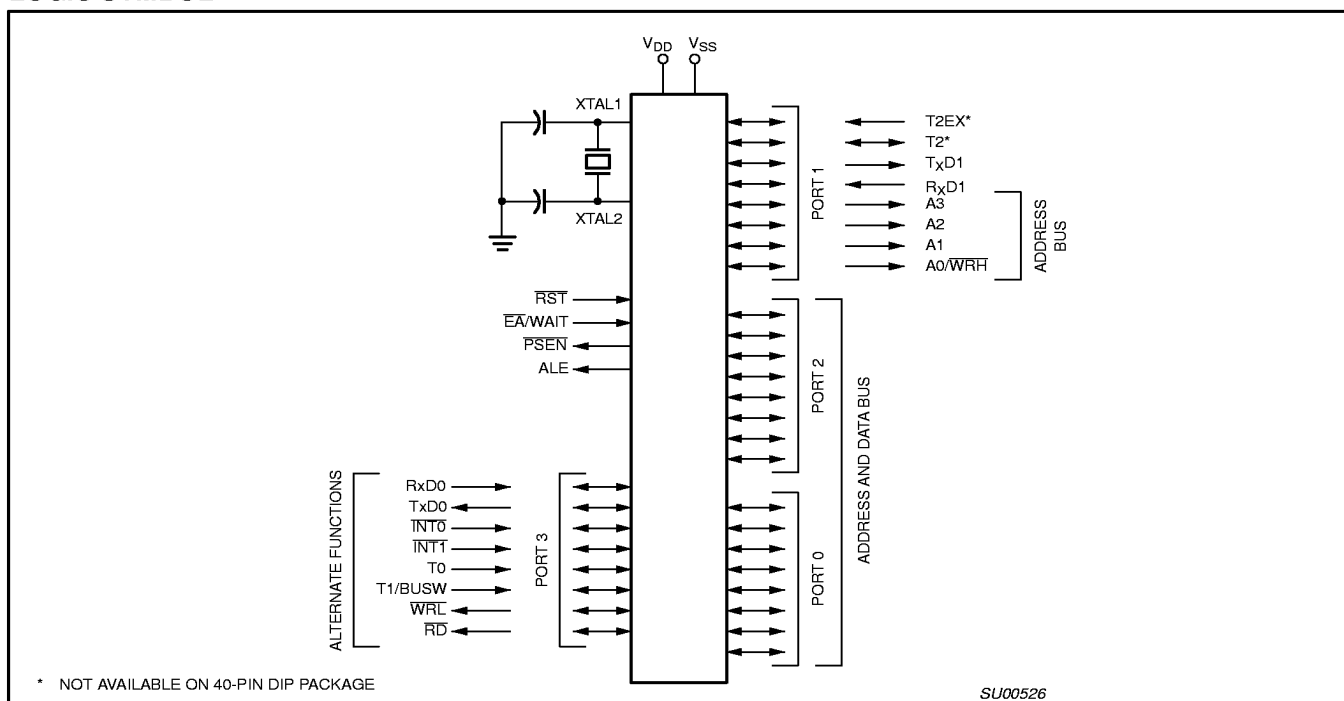 VDD
VSS
XTAL1
XTAL2
RST
EA/WAIT
PSEN
ALE
T2EX*
T2*
TxD1
RxD1
A3
A2
A1
A0/WRH
PORT 1
ADDRESS
BUS
PORT 2
ADDRESS AND DATA BUS
PORT 0
ALTERNATE FUNCTIONS
RxD0
TxD0
INT0
INT1
T0
T1/BUSW
WRL
RD
PORT 3
* NOT AVAILABLE ON 40-PIN DIP PACKAGE
SU00526